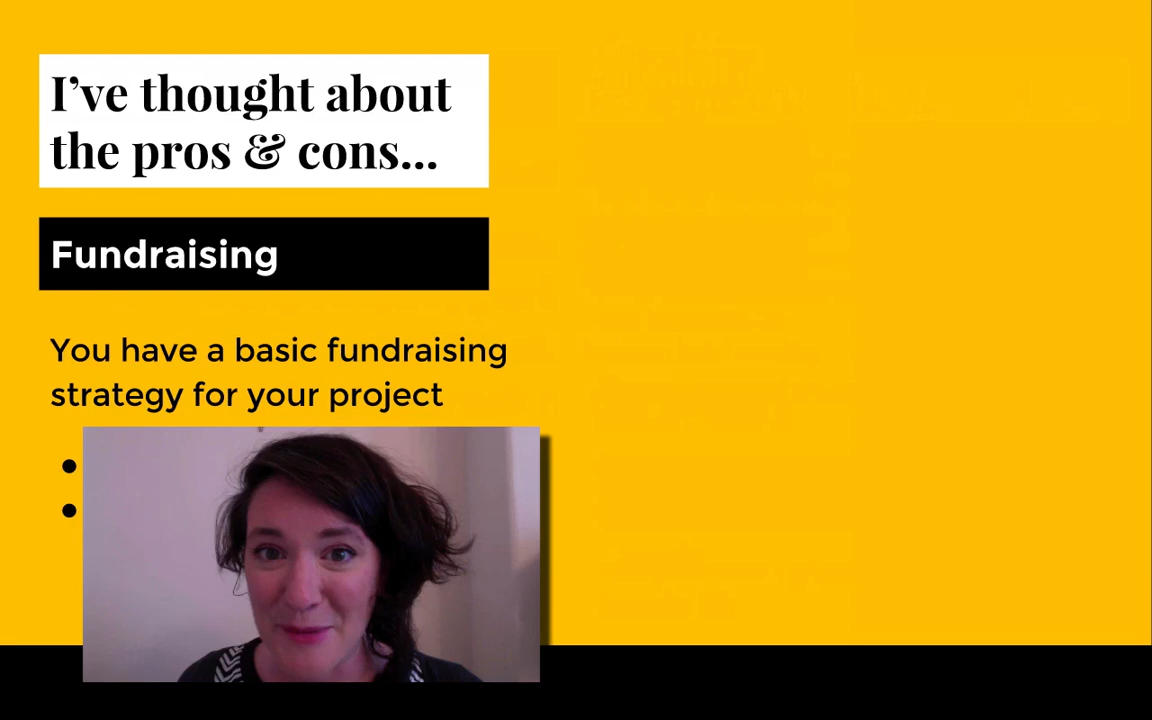 I’ve thought about
the pros & cons...
Fundraising
You have a basic fundraising
strategy for your project